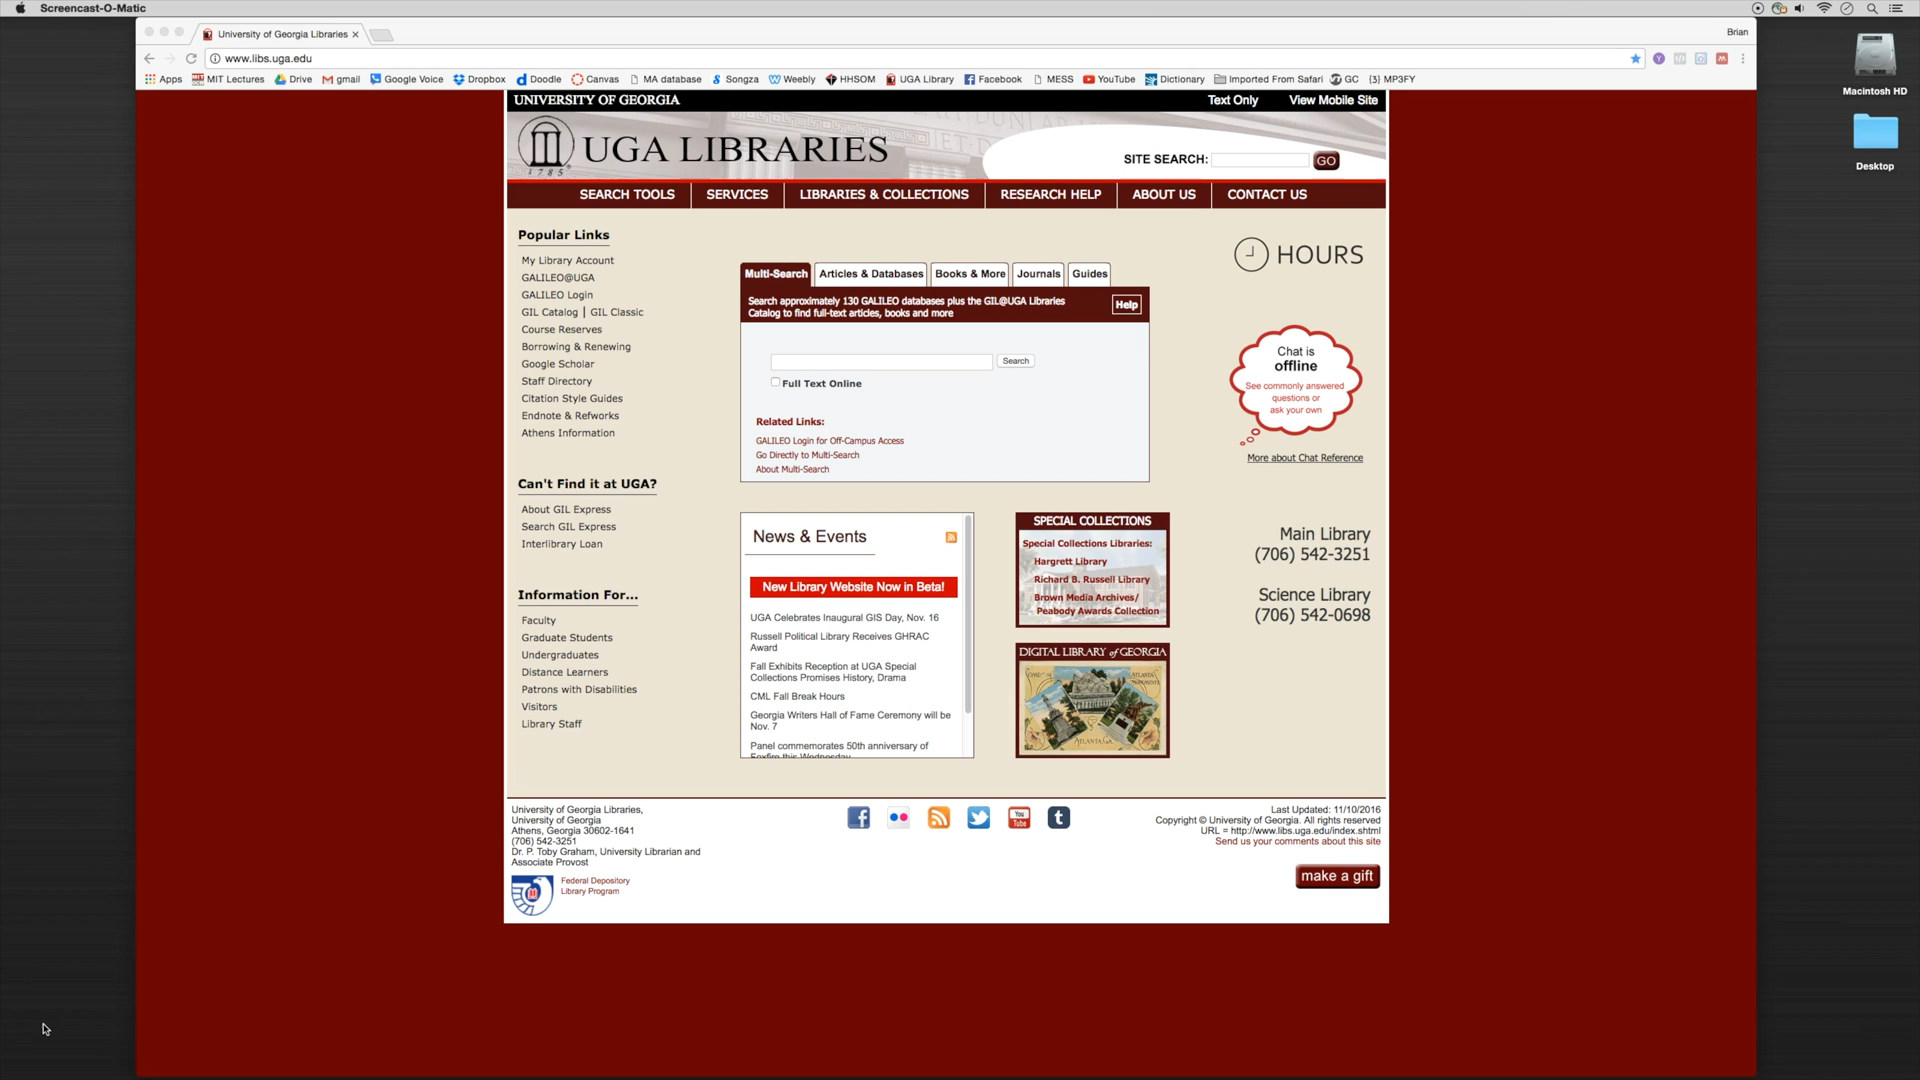 Screencast-O-Matic
University of Georgia Libraries
Brian
www.libs.uga.edu
Apps MIT Lectures Drive gmail Google Voice Dropbox Doodle Canvas MA database Songza Weebly HHSOM UGA Library Facebook MESS YouTube Dictionary Imported From Safari GC {3} MP3FY
Macintosh HD
Desktop
UNIVERSITY OF GEORGIA
Text Only View Mobile Site
1785
UGA LIBRARIES
SITE SEARCH: GO
SEARCH TOOLS SERVICES LIBRARIES & COLLECTIONS RESEARCH HELP ABOUT US CONTACT US
Popular Links
My Library Account
GALILEO@UGA
GALILEO Login
GIL Catalog | GIL Classic
Course Reserves
Borrowing & Renewing
Google Scholar
Staff Directory
Citation Style Guides
Endnote & Refworks
Athens Information
Can't Find it at UGA?
About GIL Express
Search GIL Express
Interlibrary Loan
Information For...
Faculty
Graduate Students
Undergraduates
Distance Learners
Patrons with Disabilities
Visitors
Library Staff
Multi-Search Articles & Databases Books & More Journals Guides
Search approximately 130 GALILEO databases plus the GIL@UGA Libraries
Catalog to find full-text articles, books and more
Help
Search
Full Text Online
Related Links:
GALILEO Login for Off-Campus Access
Go Directly to Multi-Search
About Multi-Search
News & Events
New Library Website Now in Beta!
UGA Celebrates Inaugural GIS Day, Nov. 16
Russell Political Library Receives GHRAC
Award
Fall Exhibits Reception at UGA Special
Collections Promises History, Drama
CML Fall Break Hours
Georgia Writers Hall of Fame Ceremony will be
Nov. 7
Panel commemorates 50th anniversary of
Foxfire this Wednesday
SPECIAL COLLECTIONS
Special Collections Libraries:
Hargrett Library
Richard B. Russell Library
Brown Media Archives/
Peabody Awards Collection
DIGITAL LIBRARY of GEORGIA
ATLANTA GA.
HOURS
Chat is
offline
See commonly answered
questions or
ask your own
More about Chat Reference
Main Library
(706) 542-3251
Science Library
(706) 542-0698
University of Georgia Libraries,
University of Georgia
Athens, Georgia 30602-1641
(706) 542-3251
Dr. P. Toby Graham, University Librarian and
Associate Provost
Federal Depository
Library Program
You
Tube
Last Updated: 11/10/2016
Copyright © University of Georgia. All rights reserved
URL = http://www.libs.uga.edu/index.shtml
Send us your comments about this site
make a gift